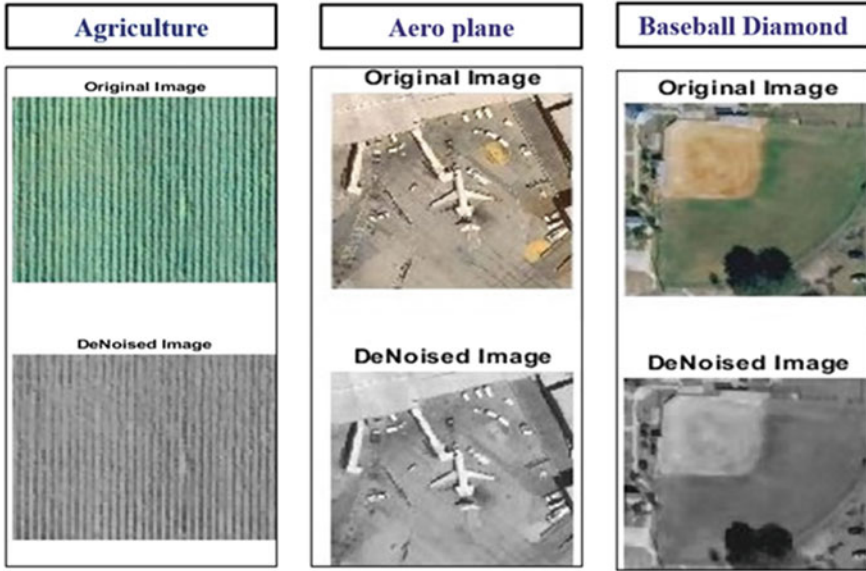 Agriculture
Aero plane
Baseball Diamond
Original Image
Original Image
Original Image
DeNoised Image
DeNoised Image
DeNoised Image